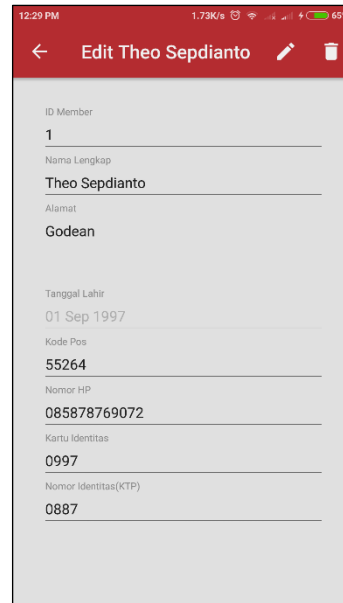 12:29 PM 1.73K/s 65%
Edit Theo Sepdianto
ID Member
1
Nama Lengkap
Theo Sepdianto
Alamat
Godean
Tanggal Lahir
01 Sep 1997
Kode Pos
55264
Nomor HP
085878769072
Kartu Identitas
0997
Nomor Identitas(KTP)
0887